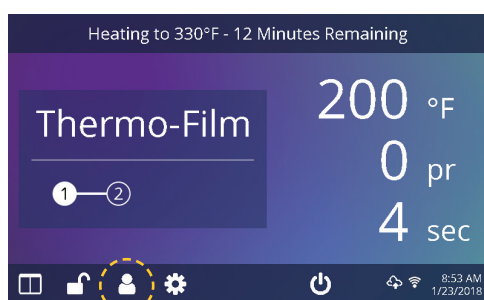 Heating to 330°F - 12 Minutes Remaining
Thermo-Film
1 2
200 °F
0 pr
4 sec
8:53 AM
1/23/2018